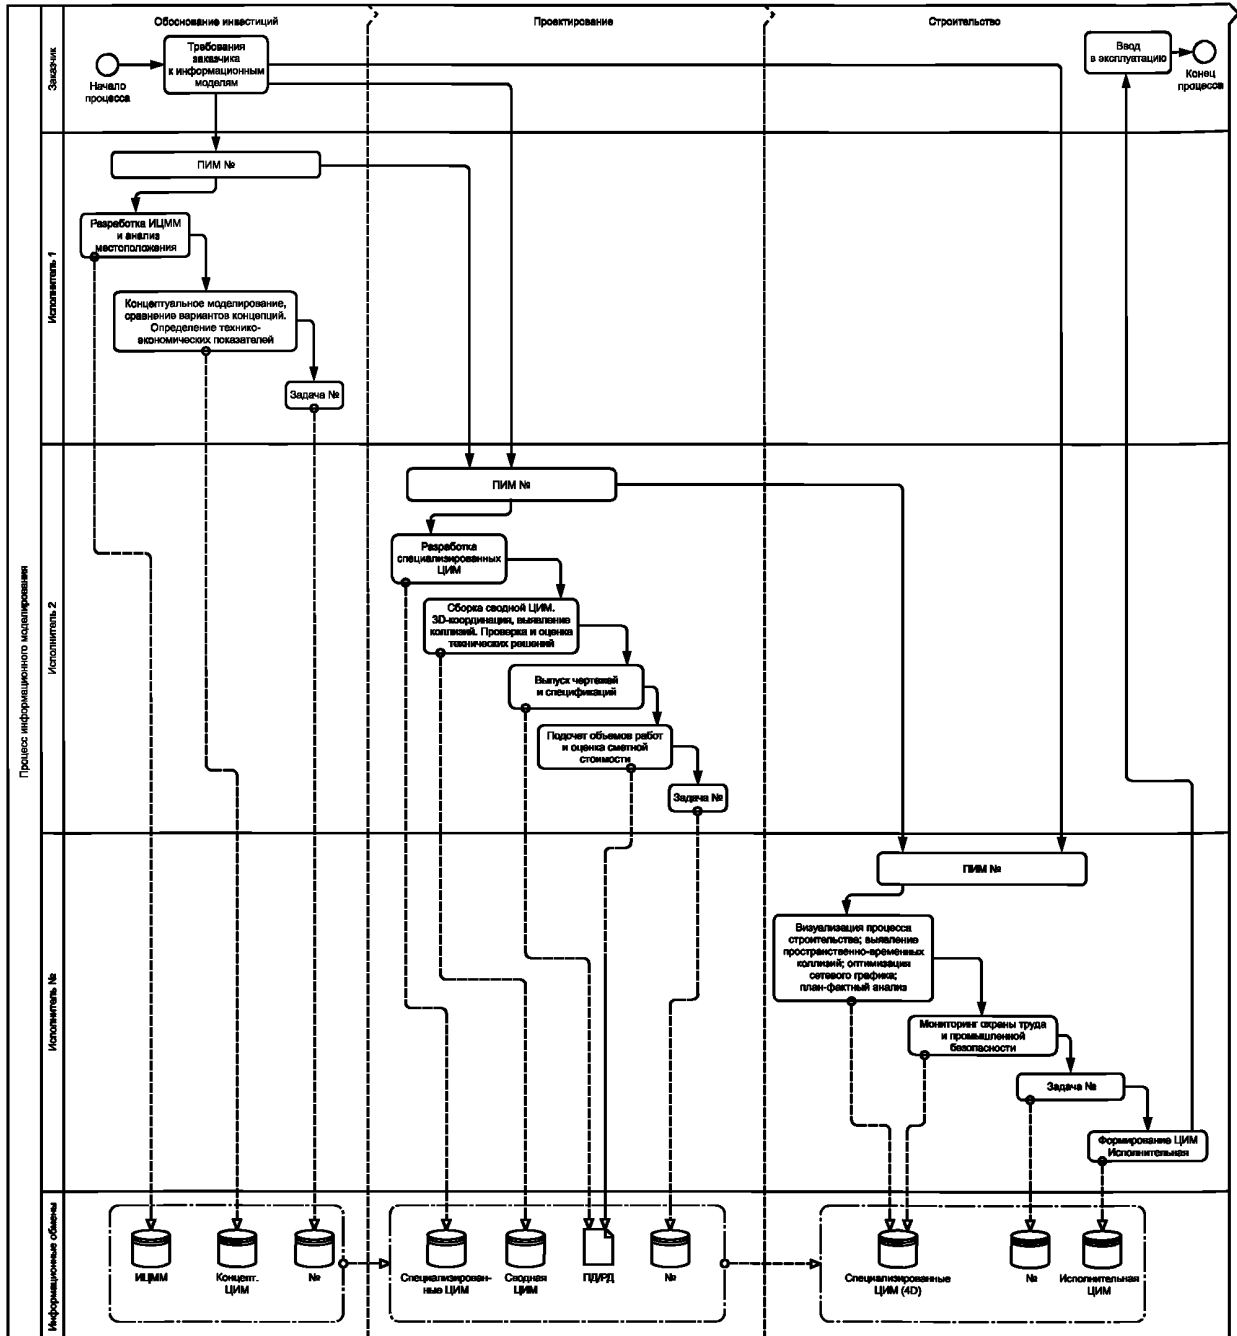 Обоснование инвестиций
Проектирование
Строительство
Процесс информационного моделирования
Заказчик
Начало
процесса
Требования
заказчика
к информационным
моделям
Ввод
в эксплуатацию
Конец
процесса
Исполнитель 1
ПИМ №
Разработка ИЦММ
и анализ
местоположения
Концептуальное моделирование,
сравнение вариантов концепций.
Определение технико-
экономических показателей
Задача №
Исполнитель 2
ПИМ №
Разработка
специализированных
ЦИМ
Сборка сводной ЦИМ.
3D-координация, выявление
коллизий. Проверка и оценка
технических решений
Выпуск чертежей
и спецификаций
Подсчет объемов работ
и оценка сметной
стоимости
Задача №
Исполнитель №
ПИМ №
Визуализация процесса
строительства; выявление
пространственно-временных
коллизий; оптимизация
сетевого графика;
план-фактный анализ
Мониторинг охраны труда
и промышленной
безопасности
Задача №
Формирование ЦИМ
Исполнительная
Информационные обмены
ИЦММ
Концепт.
ЦИМ
№
Специализирован-
ные ЦИМ
Сводная
ЦИМ
ПД/РД
№
Специализированные
ЦИМ (4D)
№
Исполнительная
ЦИМ